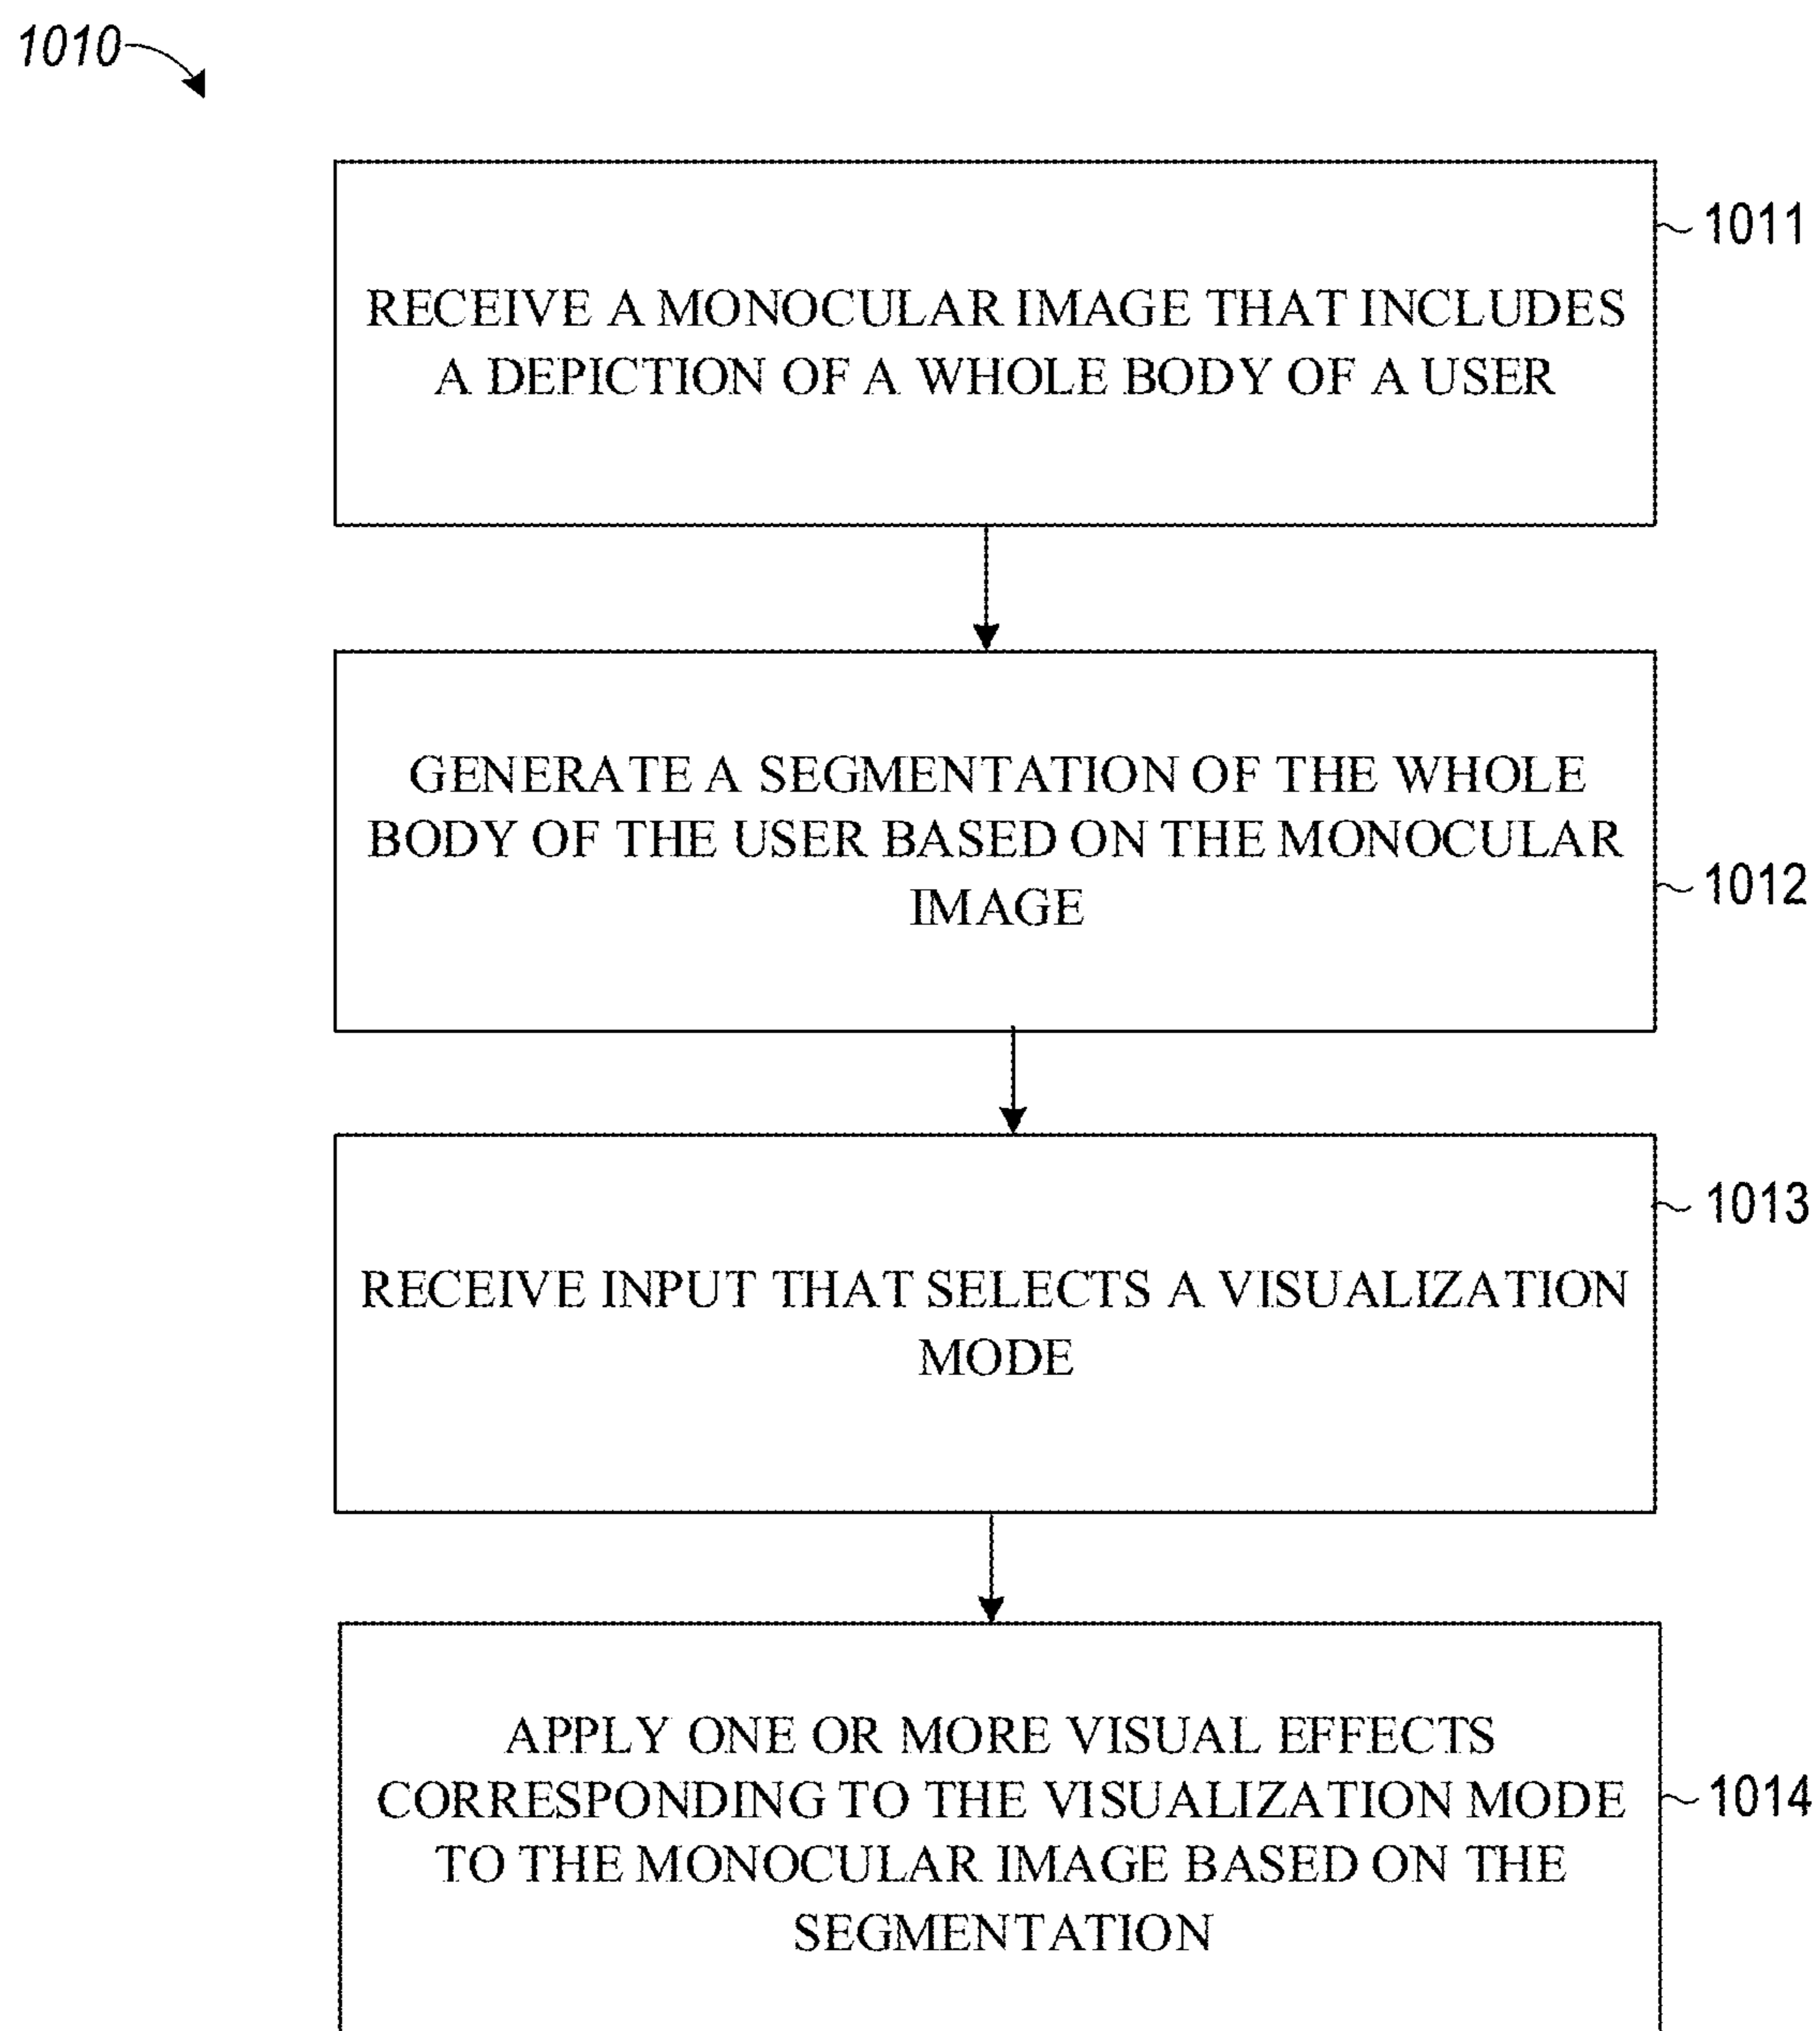 1010
RECEIVE A MONOCULAR IMAGE THAT INCLUDES
A DEPICTION OF A WHOLE BODY OF A USER
1011
GENERATE A SEGMENTATION OF THE WHOLE
BODY OF THE USER BASED ON THE MONOCULAR
IMAGE
1012
RECEIVE INPUT THAT SELECTS A VISUALIZATION
MODE
1013
APPLY ONE OR MORE VISUAL EFFECTS
CORRESPONDING TO THE VISUALIZATION MODE
TO THE MONOCULAR IMAGE BASED ON THE
SEGMENTATION
1014